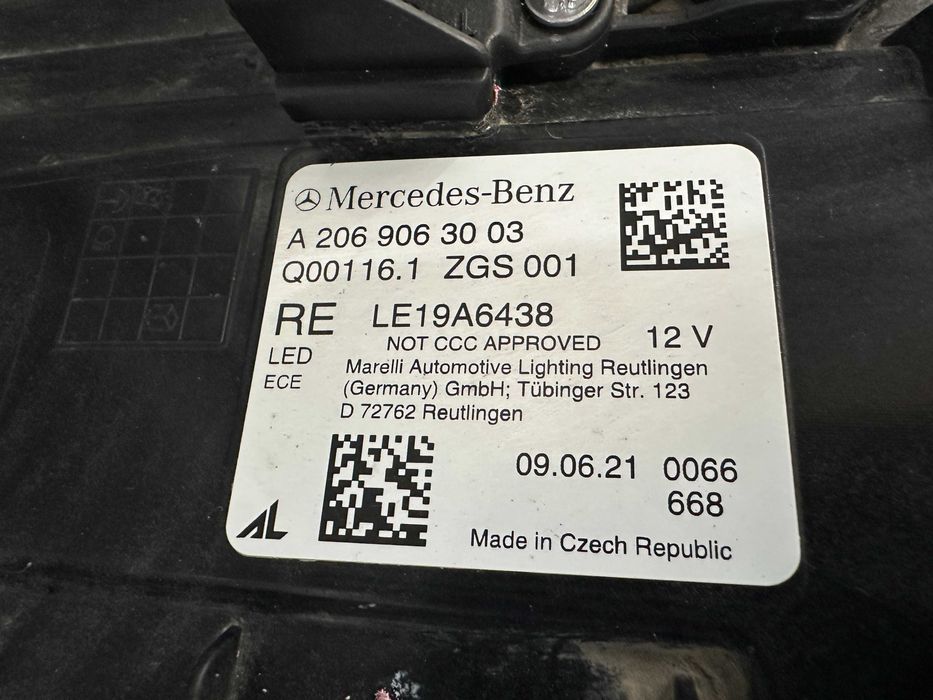 Mercedes-Benz
A 206 906 30 03
Q00116.1 ZGS 001
RE LE19A6438
NOT CCC APPROVED 12 V
LED
ECE
Marelli Automotive Lighting Reutlingen
(Germany) GmbH; Tübinger Str. 123
D 72762 Reutlingen
09.06.21 0066
668
AL
Made in Czech Republic